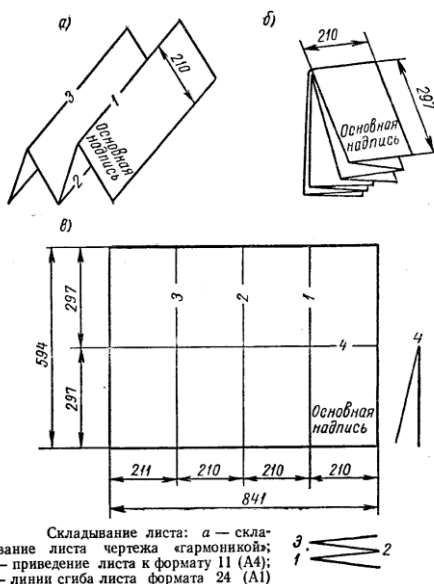 а)
б)
3
1
210
2
Основная
надпись
210
297
Основная
надпись
в)
594
297
297
3
2
1
4
4
Основная
надпись
211
210
210
210
841
Складывание листа: а — скла-
вание листа чертежа «гармоникой»;
— приведение листа к формату 11 (А4);
— линии сгиба листа формата 24 (А1)
3
1
2